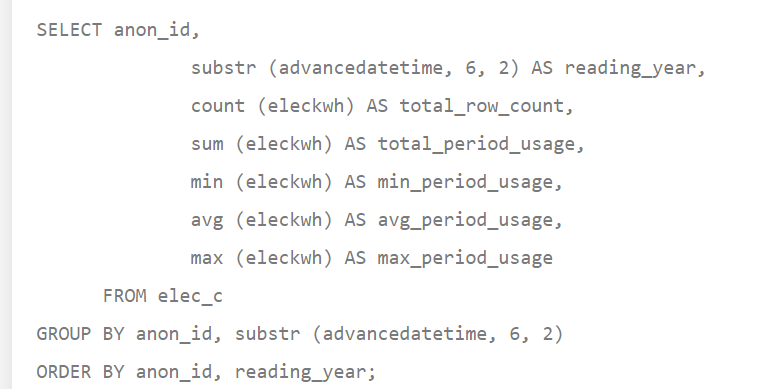 SELECT anon_id,
substr (advancedatetime, 6, 2) AS reading_year,
count (eleckwh) AS total_row_count,
sum (eleckwh) AS total_period_usage,
min (eleckwh) AS min_period_usage,
avg (eleckwh) AS avg_period_usage,
max (eleckwh) AS max_period_usage
FROM elec_c
GROUP BY anon_id, substr (advancedatetime, 6, 2)
ORDER BY anon_id, reading_year;